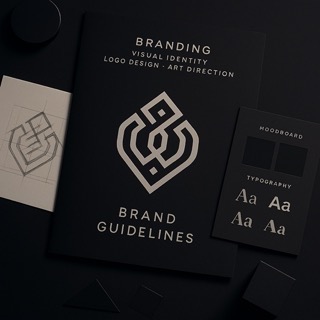 BRANDING
VISUAL IDENTITY
LOGO DESIGN - ART DIRECTION
BRAND
GUIDELINES
MOODBOARD
TYPOGRAPHY
Aa Aa
Aa Aa